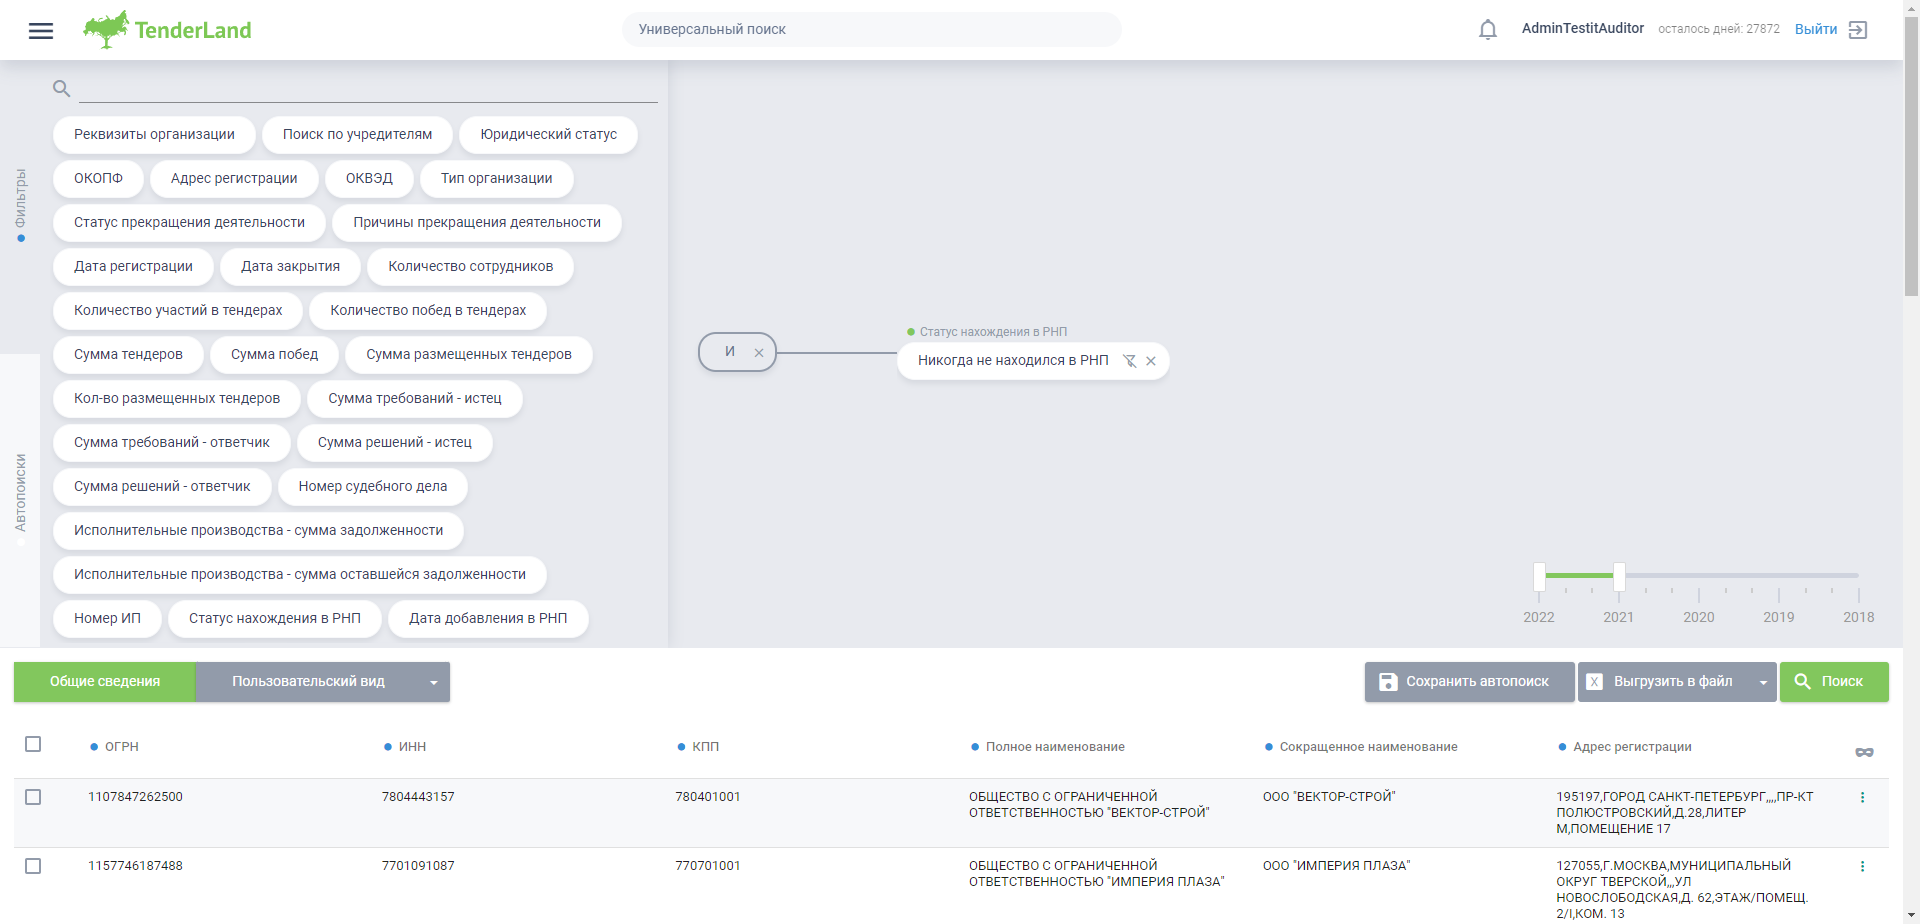 TenderLand
Универсальный поиск
AdminTestitAuditor
осталось дней: 27872
Выйти
Фильтры
Автопоиски
Реквизиты организации
Поиск по учредителям
Юридический статус
ОКОПФ
Адрес регистрации
ОКВЭД
Тип организации
Статус прекращения деятельности
Причины прекращения деятельности
Дата регистрации
Дата закрытия
Количество сотрудников
Количество участий в тендерах
Количество побед в тендерах
Сумма тендеров
Сумма побед
Сумма размещенных тендеров
Кол-во размещенных тендеров
Сумма требований - истец
Сумма требований - ответчик
Сумма решений - истец
Сумма решений - ответчик
Номер судебного дела
Исполнительные производства - сумма задолженности
Исполнительные производства - сумма оставшейся задолженности
Номер ИП
Статус нахождения в РНП
Дата добавления в РНП
И
Статус нахождения в РНП
Никогда не находился в РНП
2022
2021
2020
2019
2018
Общие сведения
Пользовательский вид
Сохранить автопоиск
X
Выгрузить в файл
Поиск
ОГРН
ИНН
КПП
Полное наименование
Сокращенное наименование
Адрес регистрации
1107847262500
7804443157
780401001
ОБЩЕСТВО С ОГРАНИЧЕННОЙ
ОТВЕТСТВЕННОСТЬЮ "ВЕКТОР-СТРОЙ"
ООО "ВЕКТОР-СТРОЙ"
195197,ГОРОД САНКТ-ПЕТЕРБУРГ,,,,ПР-КТ
ПОЛЮСТРОВСКИЙ,Д.28,ЛИТЕР
М,ПОМЕЩЕНИЕ 17
1157746187488
7701091087
770701001
ОБЩЕСТВО С ОГРАНИЧЕННОЙ
ОТВЕТСТВЕННОСТЬЮ "ИМПЕРИЯ ПЛАЗА"
ООО "ИМПЕРИЯ ПЛАЗА"
127055,Г.МОСКВА,МУНИЦИПАЛЬНЫЙ
ОКРУГ ТВЕРСКОЙ,,,УЛ
НОВОСЛОБОДСКАЯ,Д. 62,ЭТАЖ/ПОМЕЩ.
2/I,КОМ. 13